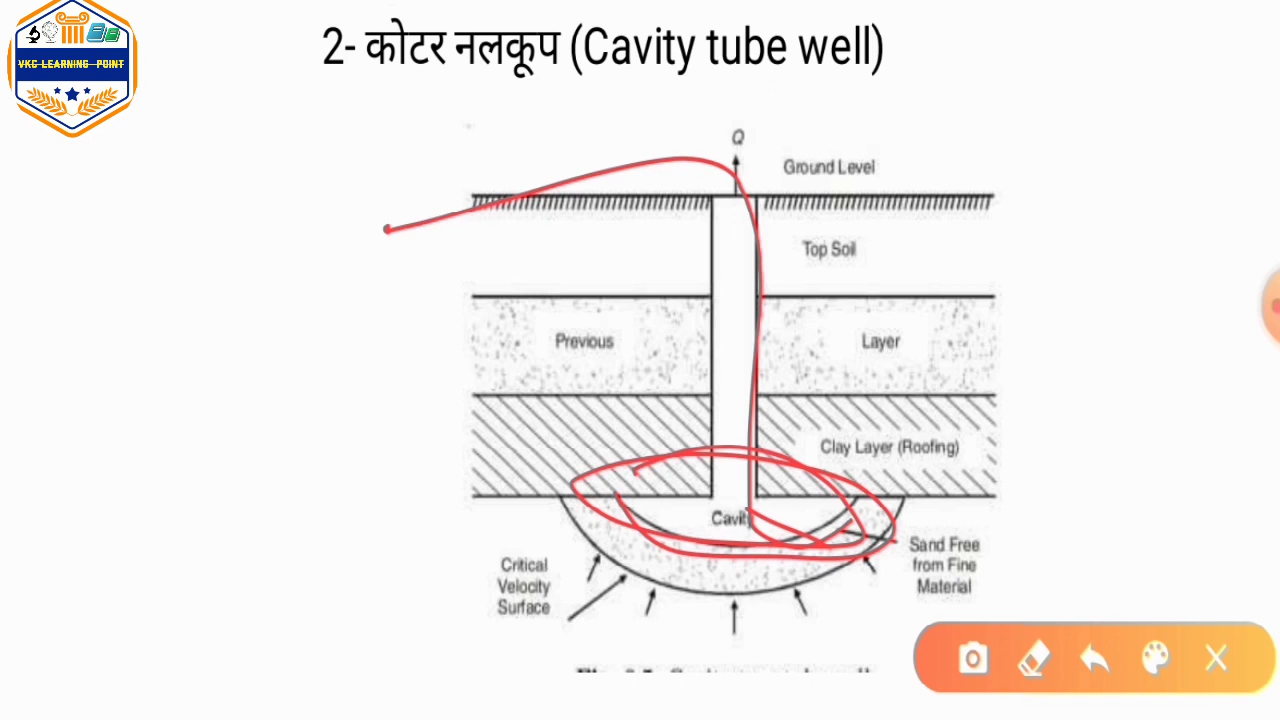 VKG LEARNING POINT
2- कोटर नलकूप (Cavity tube well)
Q
Ground Level
Top Soil
Previous
Layer
Clay Layer (Roofing)
Cavity
Sand Free
from Fine
Material
Critical
Velocity
Surface